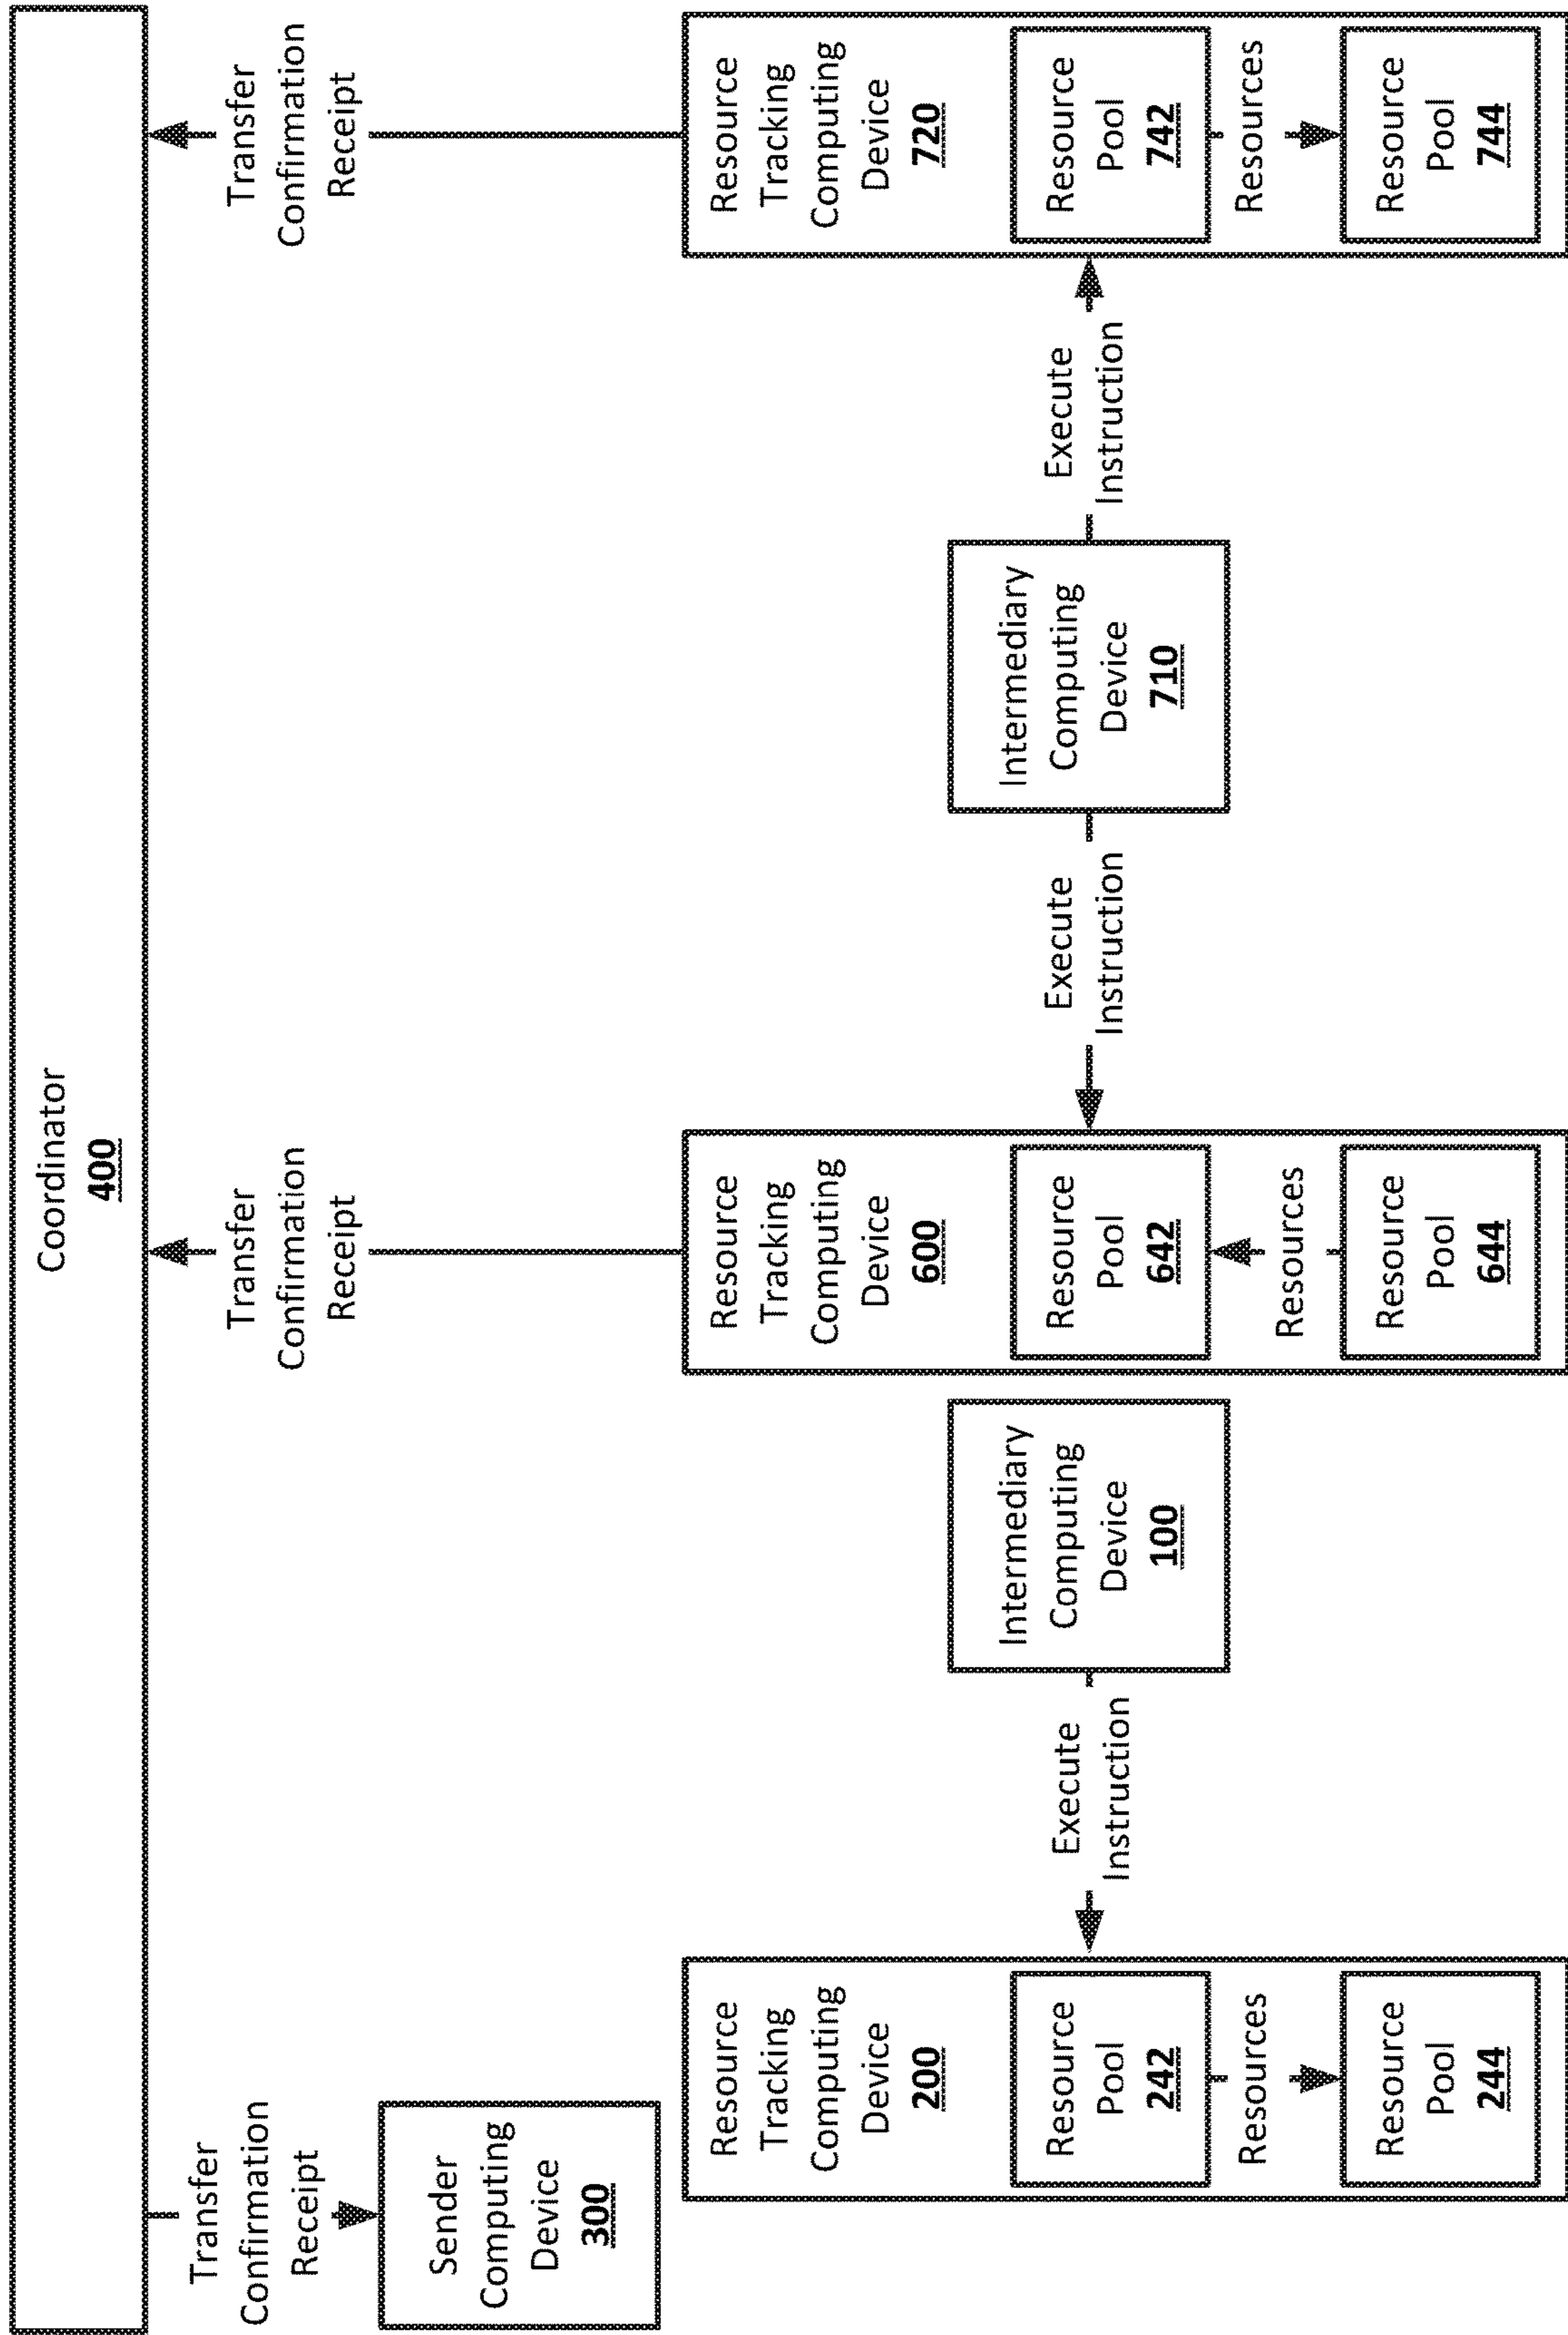 Coordinator
400
Transfer
Confirmation
Receipt
Transfer
Confirmation
Receipt
Transfer
Confirmation
Receipt
Sender
Computing
Device
300
Resource
Tracking
Computing
Device
200
Resource
Pool
242
Resources
Resource
Pool
244
Execute
Instruction
Intermediary
Computing
Device
100
Resource
Tracking
Computing
Device
600
Resource
Pool
642
Resources
Resource
Pool
644
Execute
Instruction
Intermediary
Computing
Device
710
Execute
Instruction
Resource
Tracking
Computing
Device
720
Resource
Pool
742
Resources
Resource
Pool
744